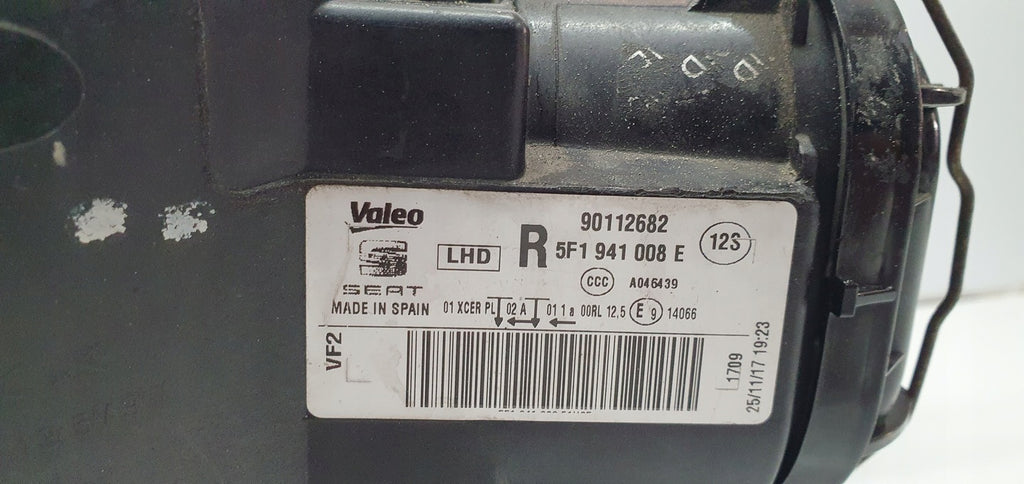 Valeo
SEAT
MADE IN SPAIN
LHD
R
90112682
5F1 941 008 E
12S
CCC A046439
01 XCER PL 02 A 01 1a 00RL 12,5 E 9 14066
VF2
1709
25/11/17 19:23